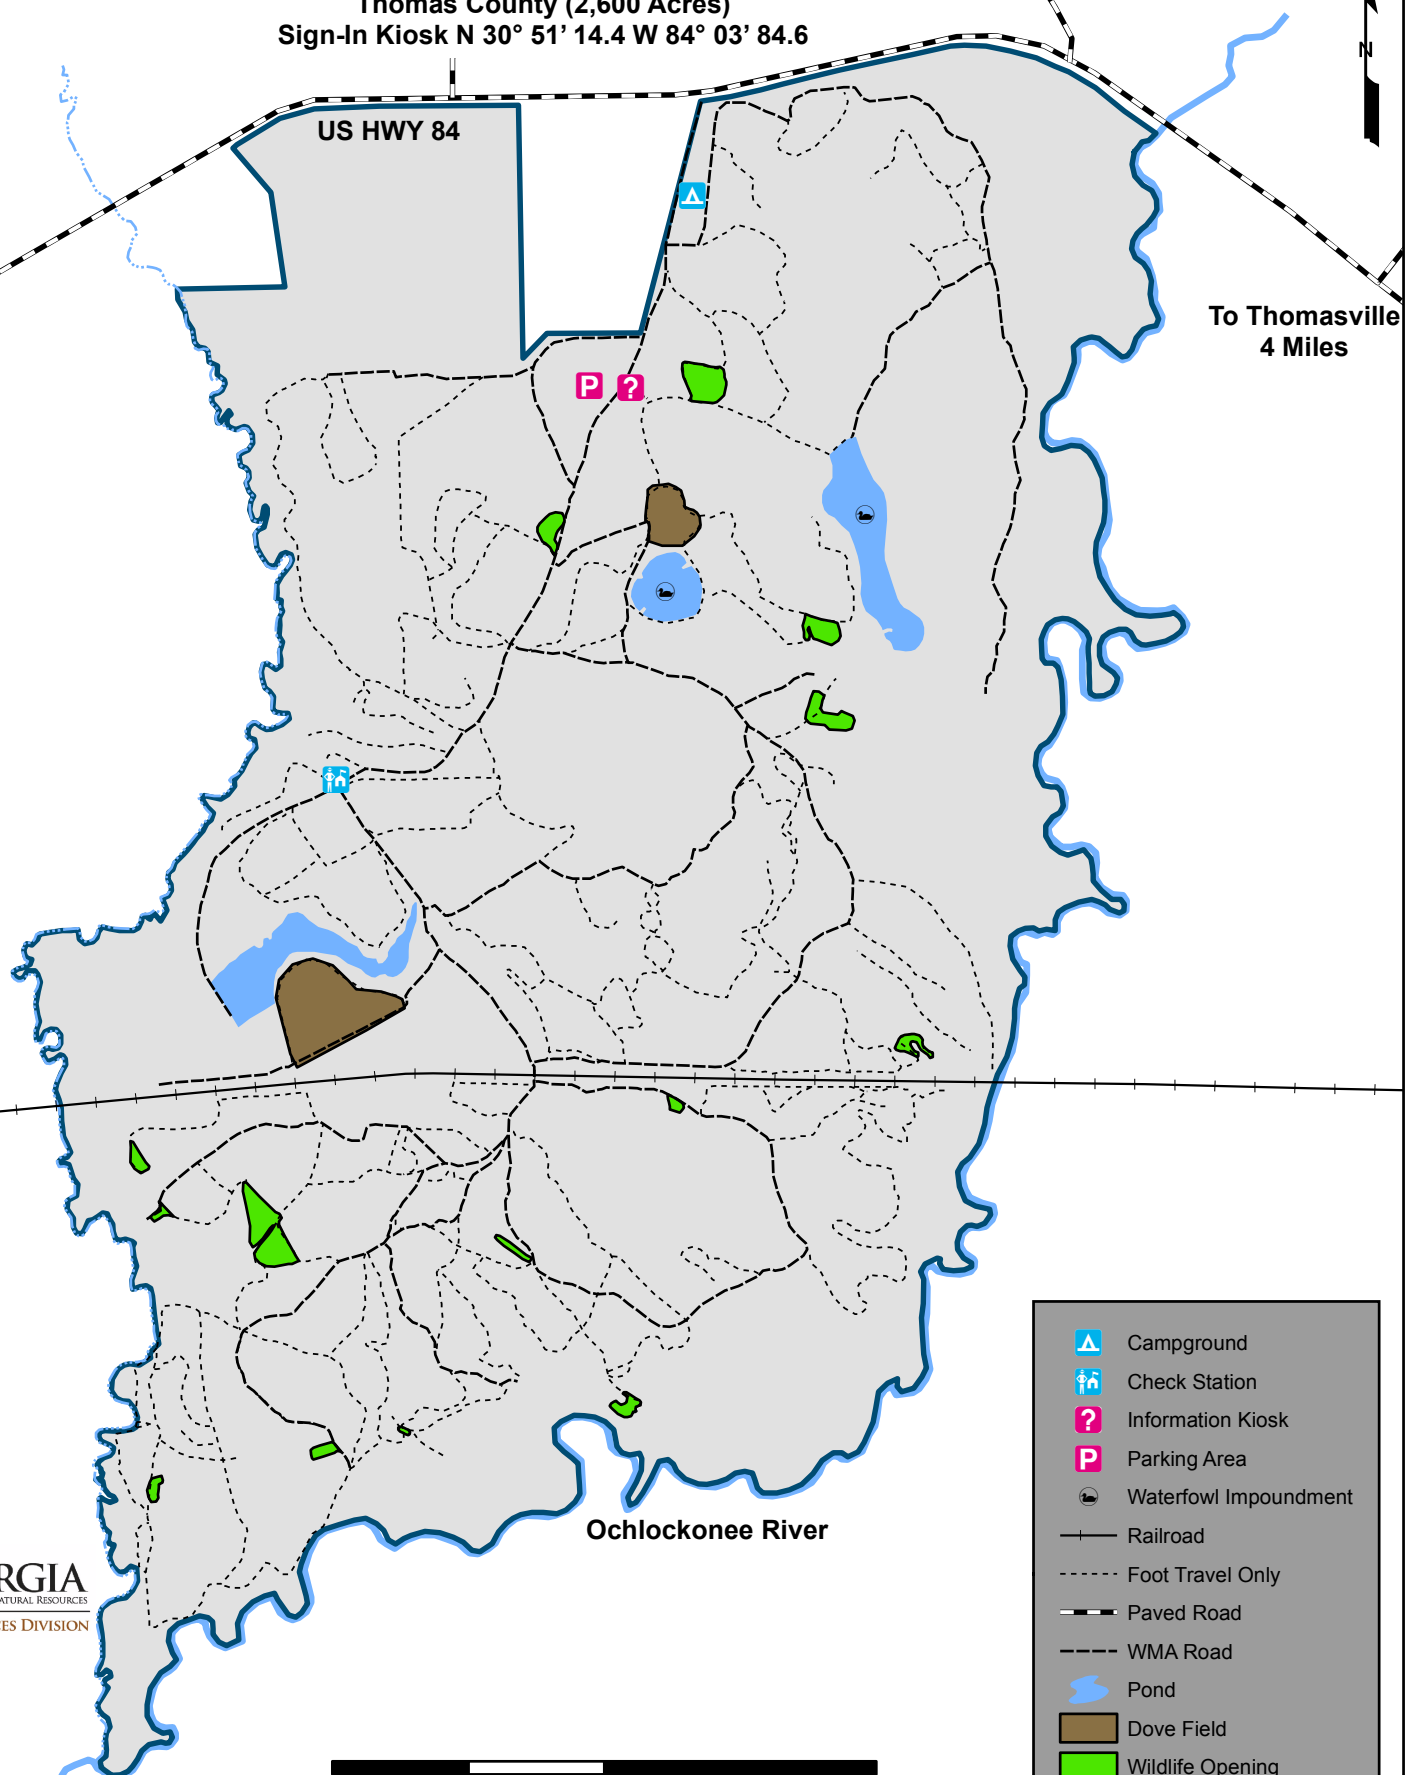 Thomas County (2,600 Acres)
Sign-In Kiosk N 30° 51’ 14.4 W 84° 03’ 84.6
N
US HWY 84
To Thomasville
4 Miles
P
?
Ochlockonee River
RGIA
ATURAL RESOURCES
CES DIVISION
Campground
Check Station
? Information Kiosk
P Parking Area
Waterfowl Impoundment
Railroad
Foot Travel Only
Paved Road
WMA Road
Pond
Dove Field
Wildlife Opening